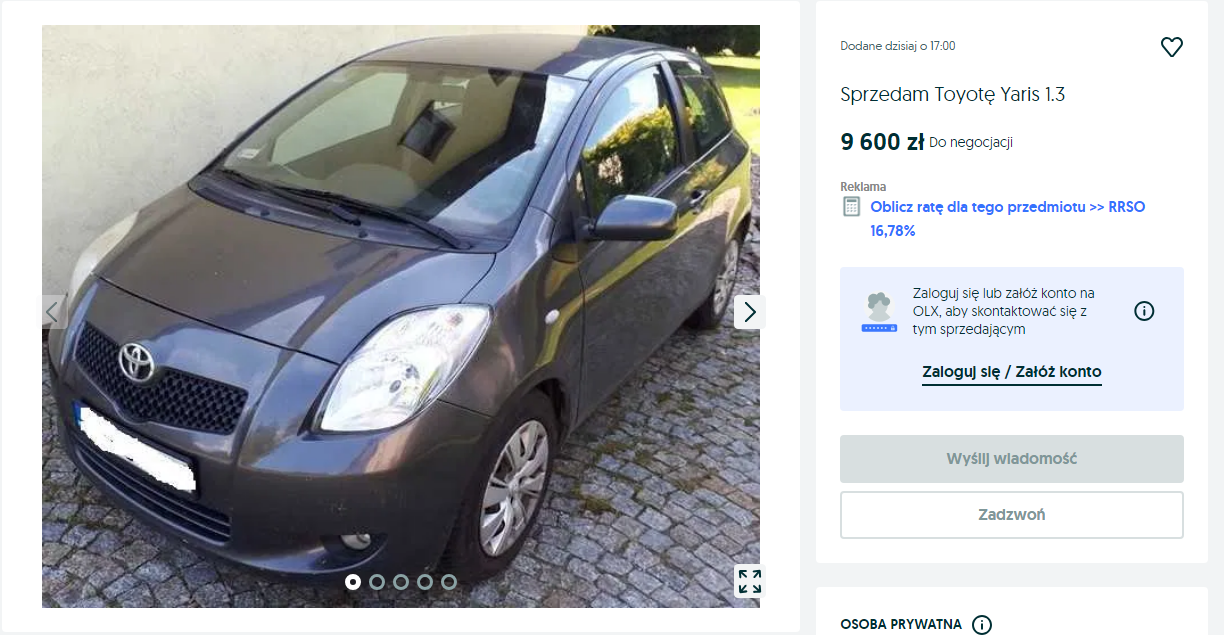 Dodane dzisiaj o 17:00
Sprzedam Toyotę Yaris 1.3
9 600 zł Do negocjacji
Reklama
Oblicz ratę dla tego przedmiotu >> RRSO
16,78%
Zaloguj się lub załóż konto na
OLX, aby skontaktować się z
tym sprzedającym
Zaloguj się / Załóż konto
Wyślij wiadomość
Zadzwoń
OSOBA PRYWATNA